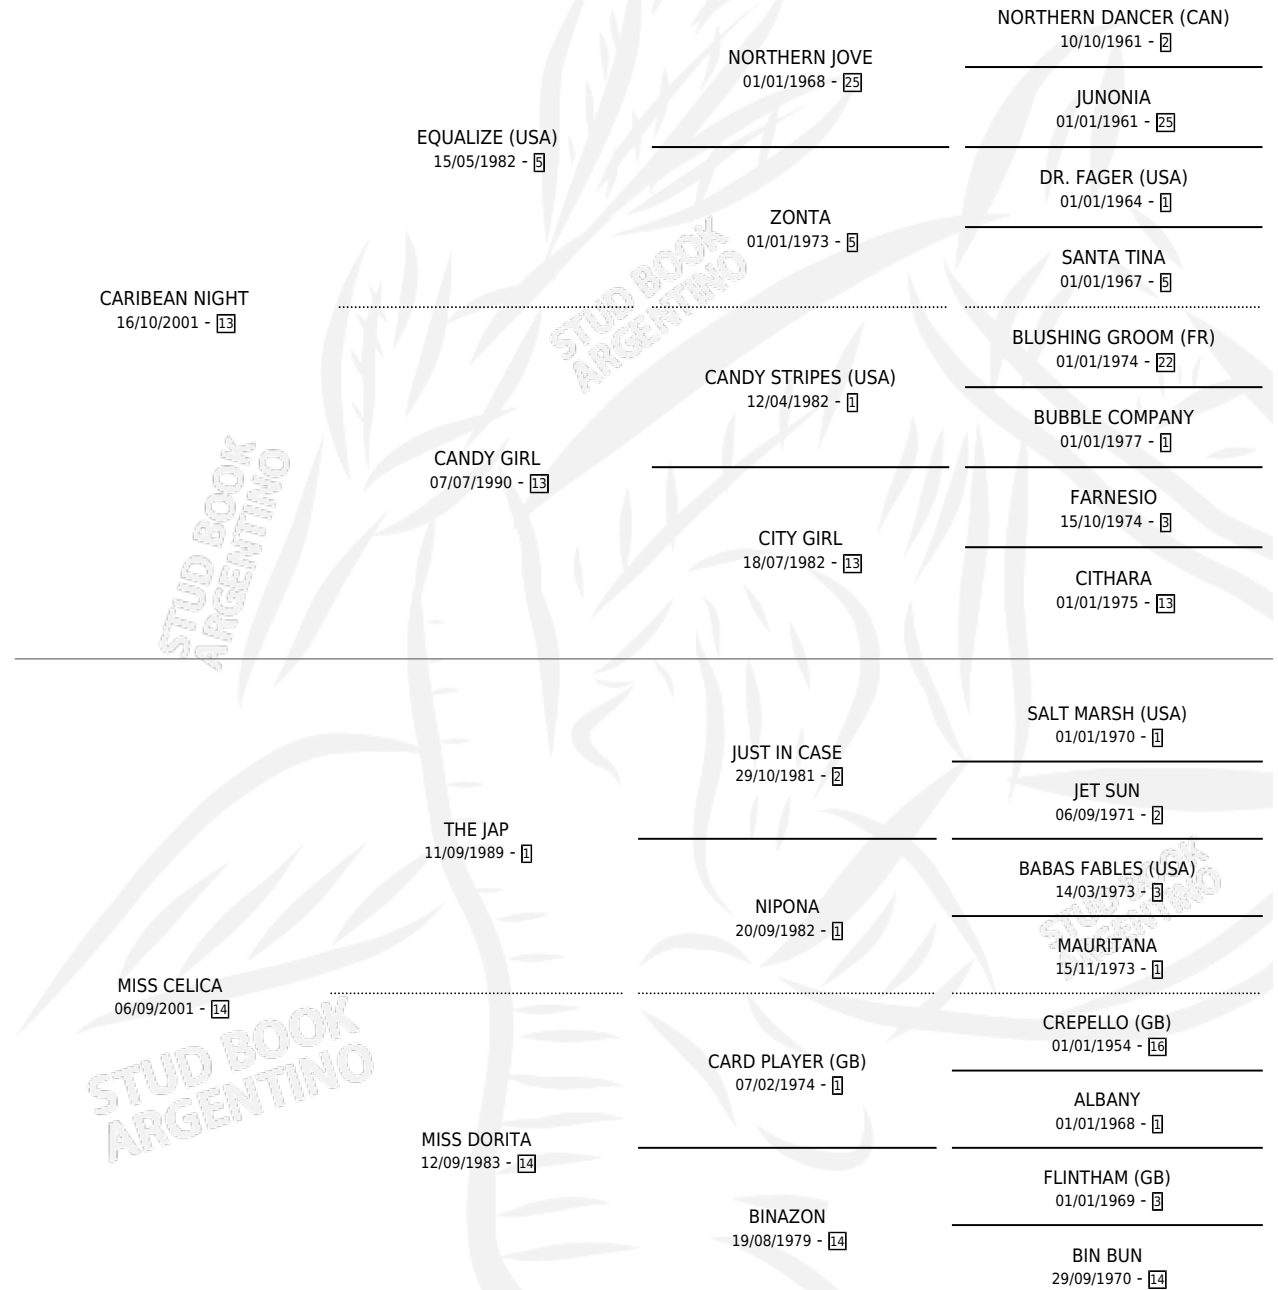 NORTHERN DANCER (CAN)
10/10/1961 - 2
NORTHERN JOVE
01/01/1968 - 25
JUNONIA
01/01/1961 - 25
EQUALIZE (USA)
15/05/1982 - 5
DR. FAGER (USA)
01/01/1964 - 1
ZONTA
01/01/1973 - 5
SANTA TINA
01/01/1967 - 5
CARIBEAN NIGHT
16/10/2001 - 13
STUD BOOK
ARGENTINO
BLUSHING GROOM (FR)
01/01/1974 - 22
CANDY STRIPES (USA)
12/04/1982 - 1
BUBBLE COMPANY
01/01/1977 - 1
CANDY GIRL
07/07/1990 - 13
FARNESIO
15/10/1974 - 3
CITY GIRL
18/07/1982 - 13
CITHARA
01/01/1975 - 13
STUD BOOK
ARGENTINO
SALT MARSH (USA)
01/01/1970 - 1
JUST IN CASE
29/10/1981 - 2
JET SUN
06/09/1971 - 2
THE JAP
11/09/1989 - 1
BABAS FABLES (USA)
14/03/1973 - 3
NIPONA
20/09/1982 - 1
STUD BOOK
ARGENTINO
MAURITANA
15/11/1973 - 1
MISS CELICA
06/09/2001 - 14
STUD BOOK
ARGENTINO
CREPELLO (GB)
01/01/1954 - 16
CARD PLAYER (GB)
07/02/1974 - 1
ALBANY
01/01/1968 - 1
MISS DORITA
12/09/1983 - 14
FLINTHAM (GB)
01/01/1969 - 3
BINAZON
19/08/1979 - 14
BIN BUN
29/09/1970 - 14